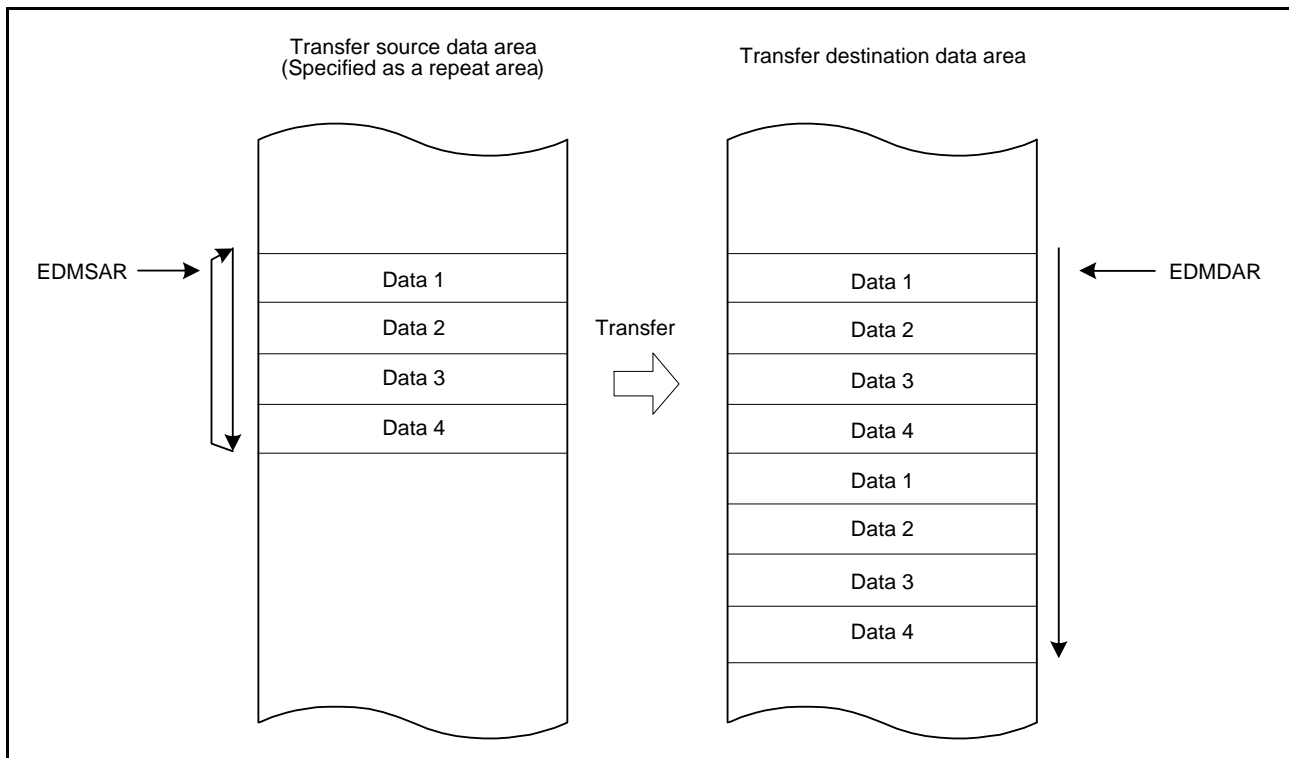 Transfer source data area
(Specified as a repeat area)
Transfer destination data area
EDMSAR
Data 1
Data 2
Data 3
Data 4
Transfer
Data 1
Data 2
Data 3
Data 4
Data 1
Data 2
Data 3
Data 4
EDMDAR